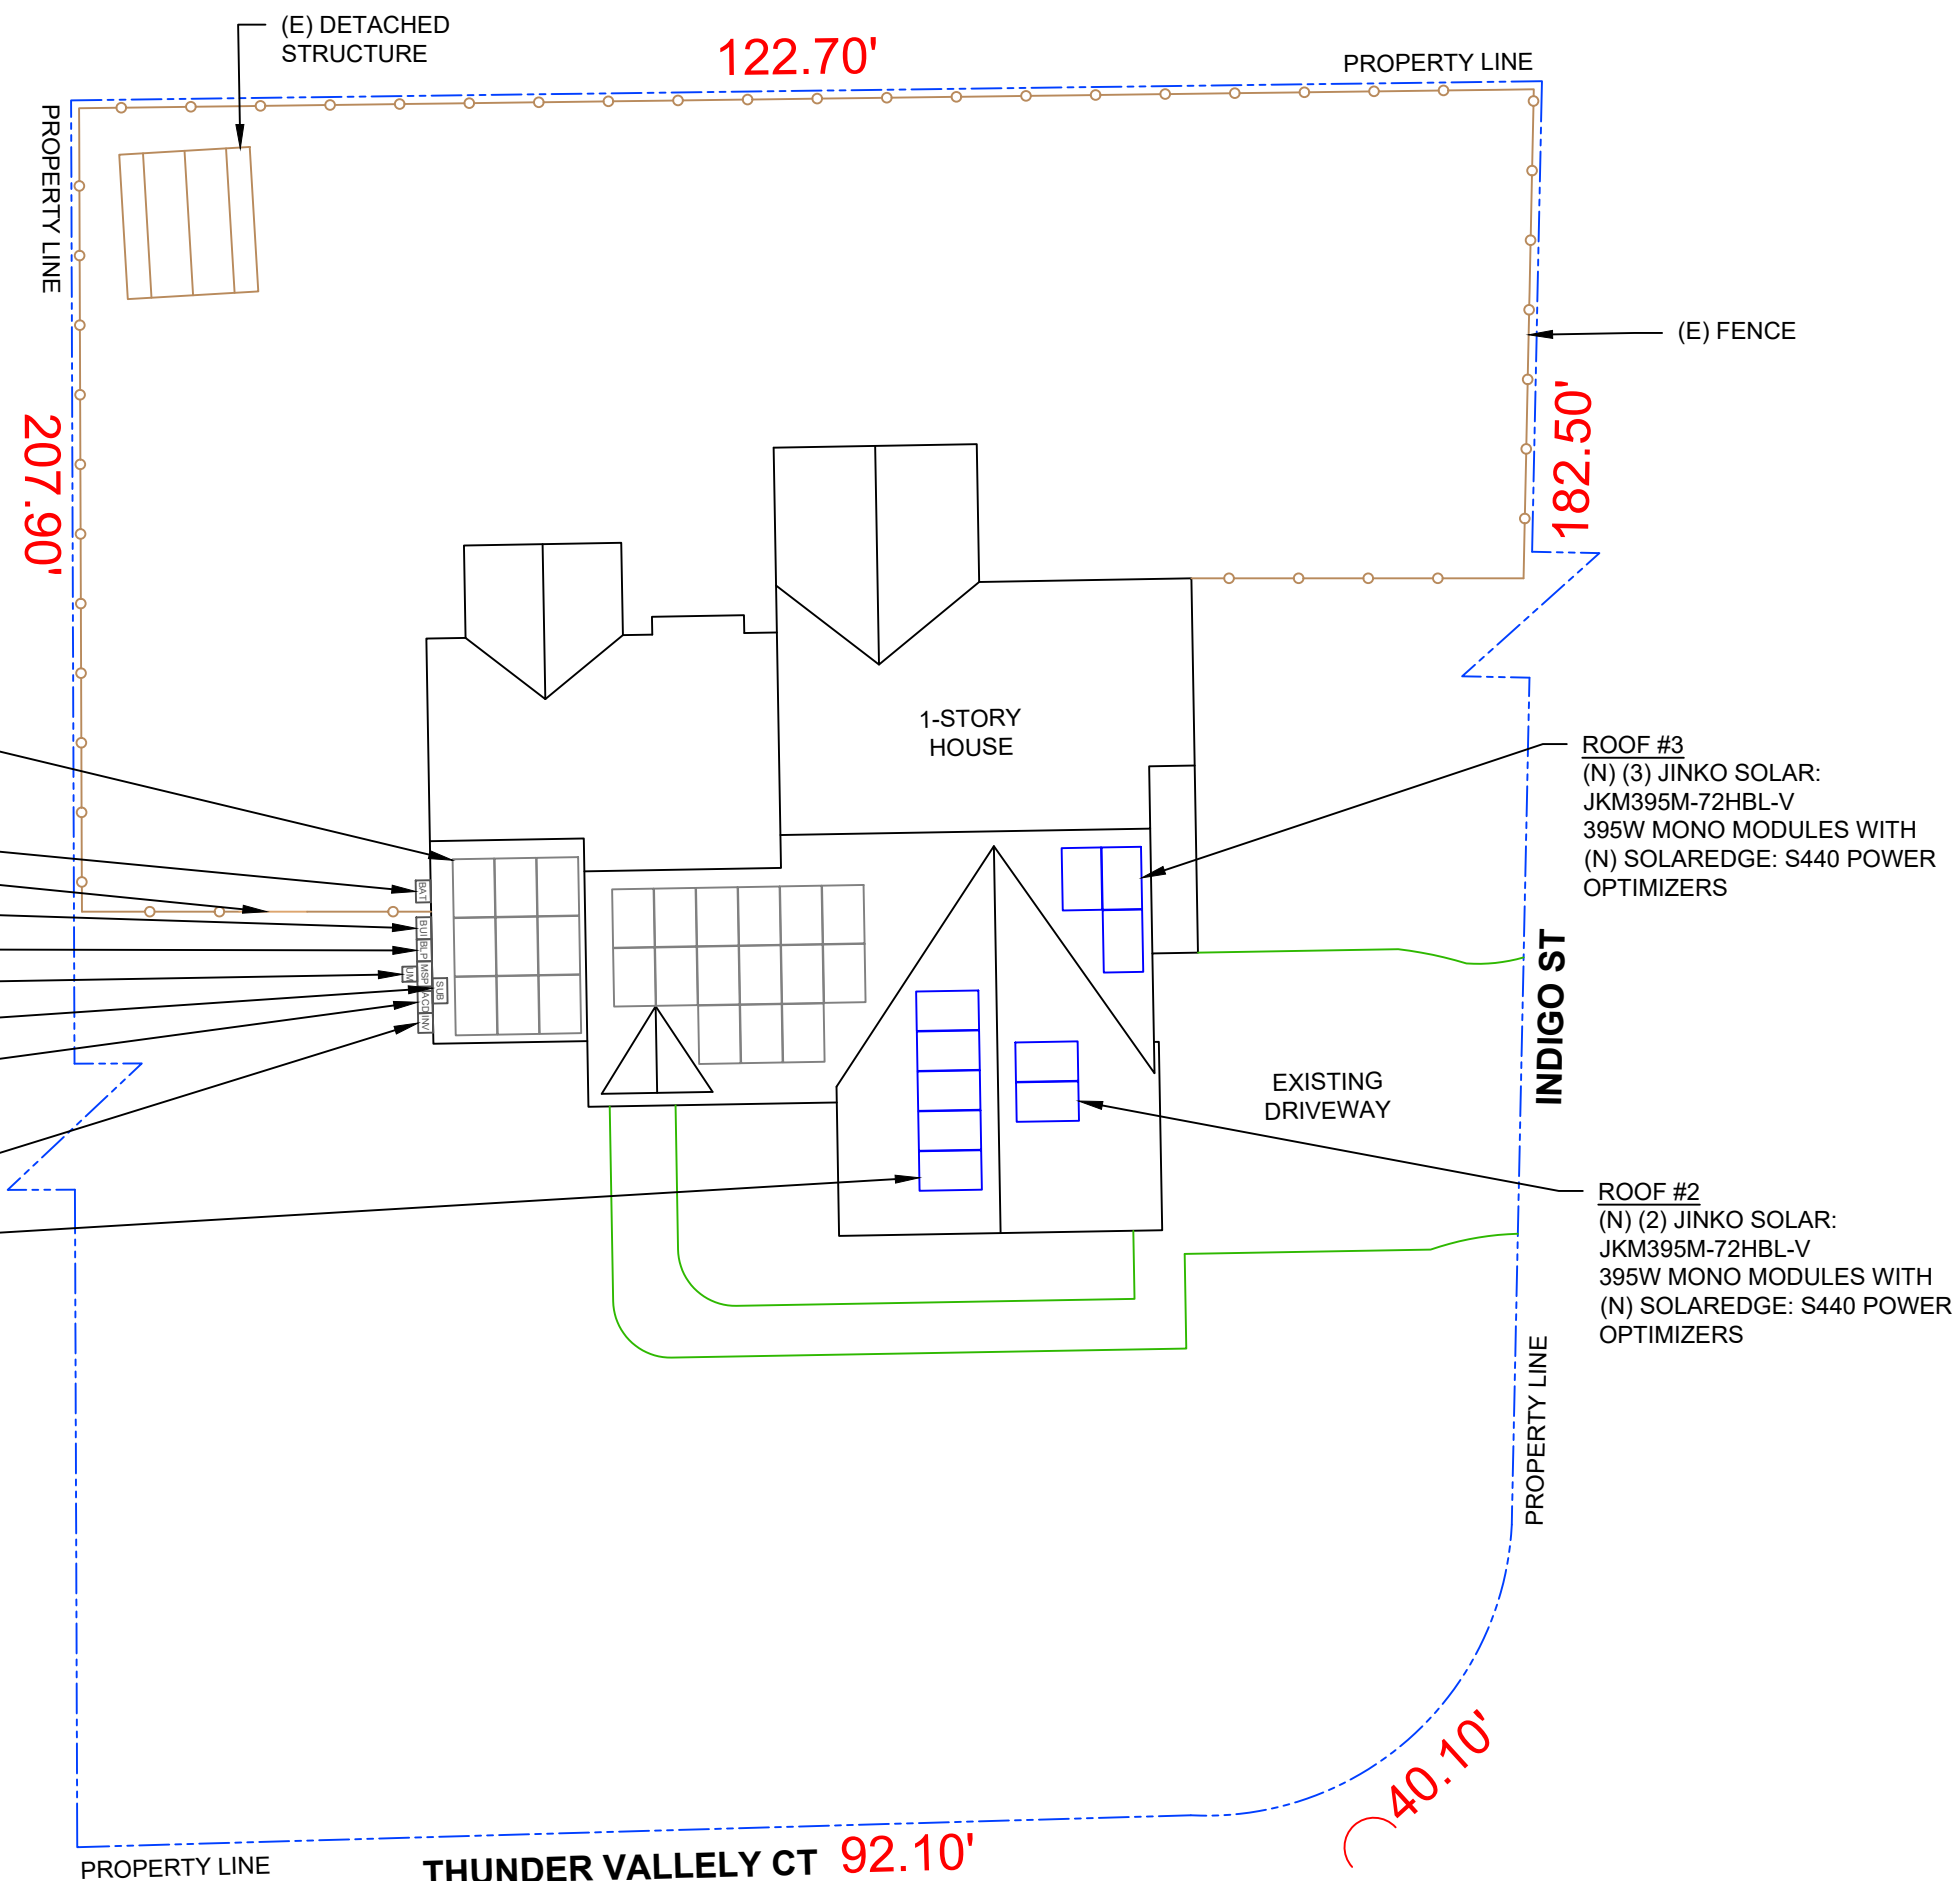 (E) DETACHED
STRUCTURE
122.70'
PROPERTY LINE
PROPERTY LINE
(E) FENCE
207.90'
182.50'
1-STORY
HOUSE
ROOF #3
(N) (3) JINKO SOLAR:
JKM395M-72HBL-V
395W MONO MODULES WITH
(N) SOLAREDGE: S440 POWER
OPTIMIZERS
BAT
BUI
BLP
MSP
UM
SUB
ACD
INV
INDIGO ST
EXISTING
DRIVEWAY
ROOF #2
(N) (2) JINKO SOLAR:
JKM395M-72HBL-V
395W MONO MODULES WITH
(N) SOLAREDGE: S440 POWER
OPTIMIZERS
PROPERTY LINE
40.10'
PROPERTY LINE
THUNDER VALLELY CT
92.10'